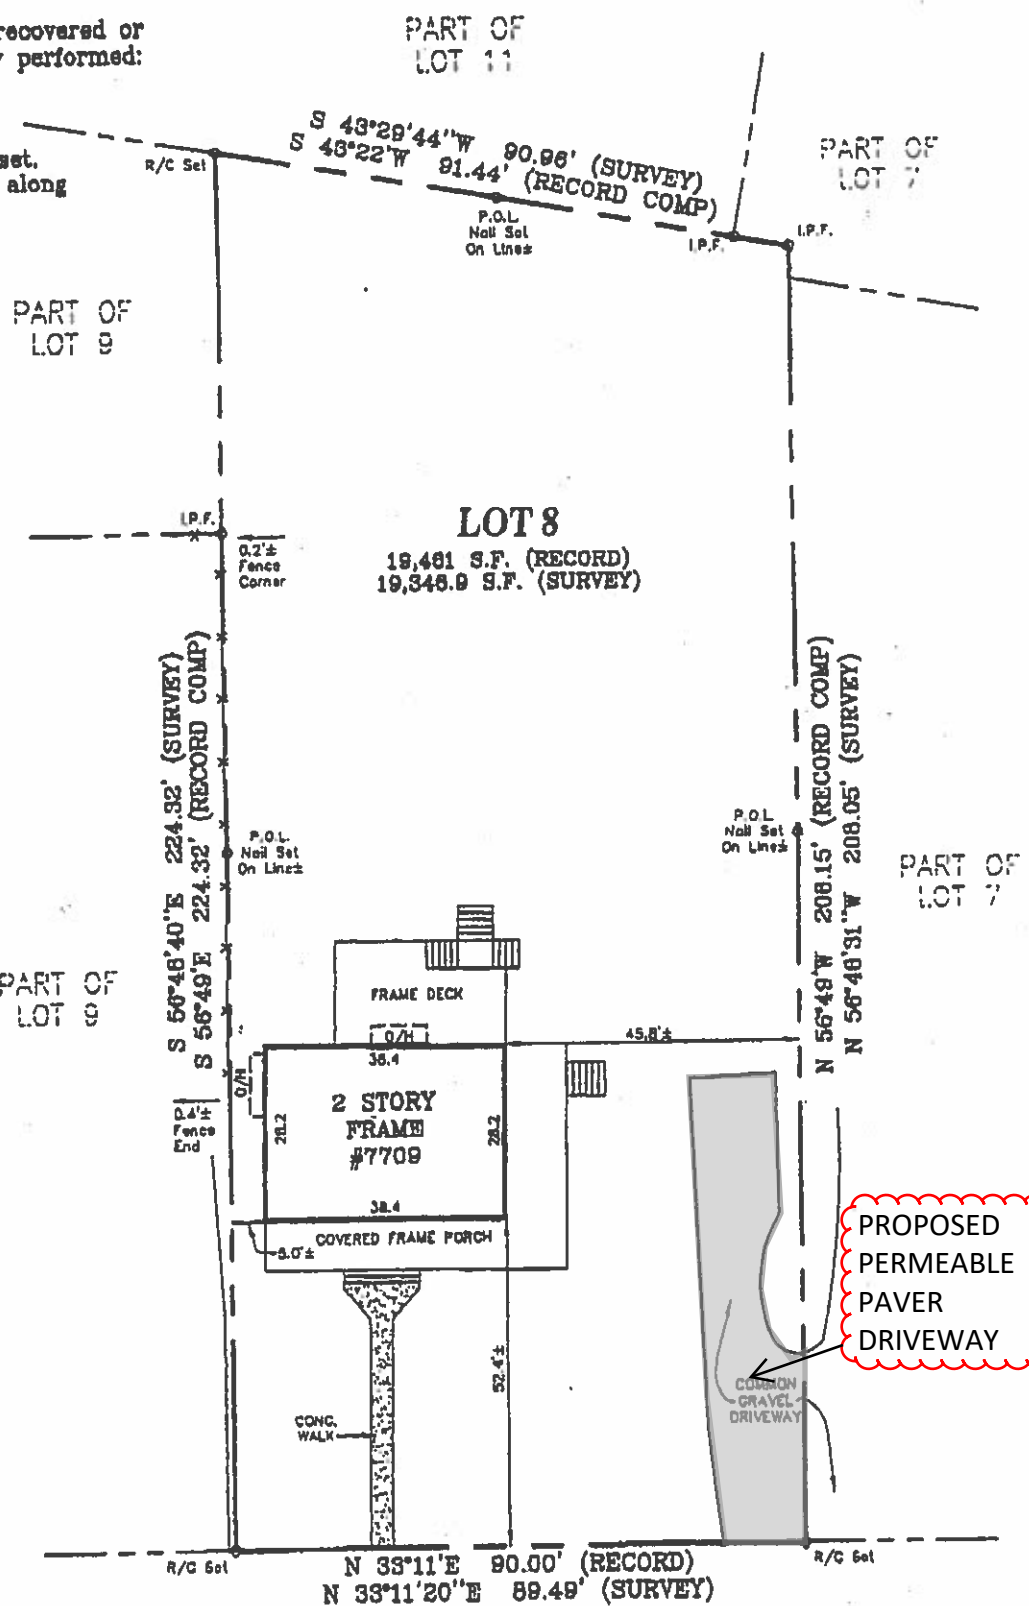 recovered or
performed:
PART OF
LOT 11
set.
along
R/C Set
S 43°29'44"W 90.96' (SURVEY)
S 43°22'W 91.44' (RECORD COMP)
PART OF
LOT 7
P.O.L.
Nail Set
On Line±
I.P.F.
I.P.F.
PART OF
LOT 9
I.P.F.
LOT 8
19,461 S.F. (RECORD)
19,346.9 S.F. (SURVEY)
0.2'±
Fence
Corner
S 56°46'40"E 224.32' (SURVEY)
S 56°49'E 224.32' (RECORD COMP)
N 56°49'W 208.15' (RECORD COMP)
N 56°46'31"W 208.05' (SURVEY)
P.O.L.
Nail Set
On Line±
P.O.L.
Nail Set
On Line±
PART OF
LOT 7
PART OF
LOT 9
FRAME DECK
O/H
36.4
45.8'±
O/H
2 STORY
FRAME
#7709
26.2
26.2
0.4'±
Fence
End
36.4
COVERED FRAME PORCH
5.0'±
PROPOSED
PERMEABLE
PAVER
DRIVEWAY
52.4'±
COMMON
GRAVEL
DRIVEWAY
CONC.
WALK
R/C Set
N 33°11'E 90.00' (RECORD)
N 33°11'20"E 89.49' (SURVEY)
R/C Set